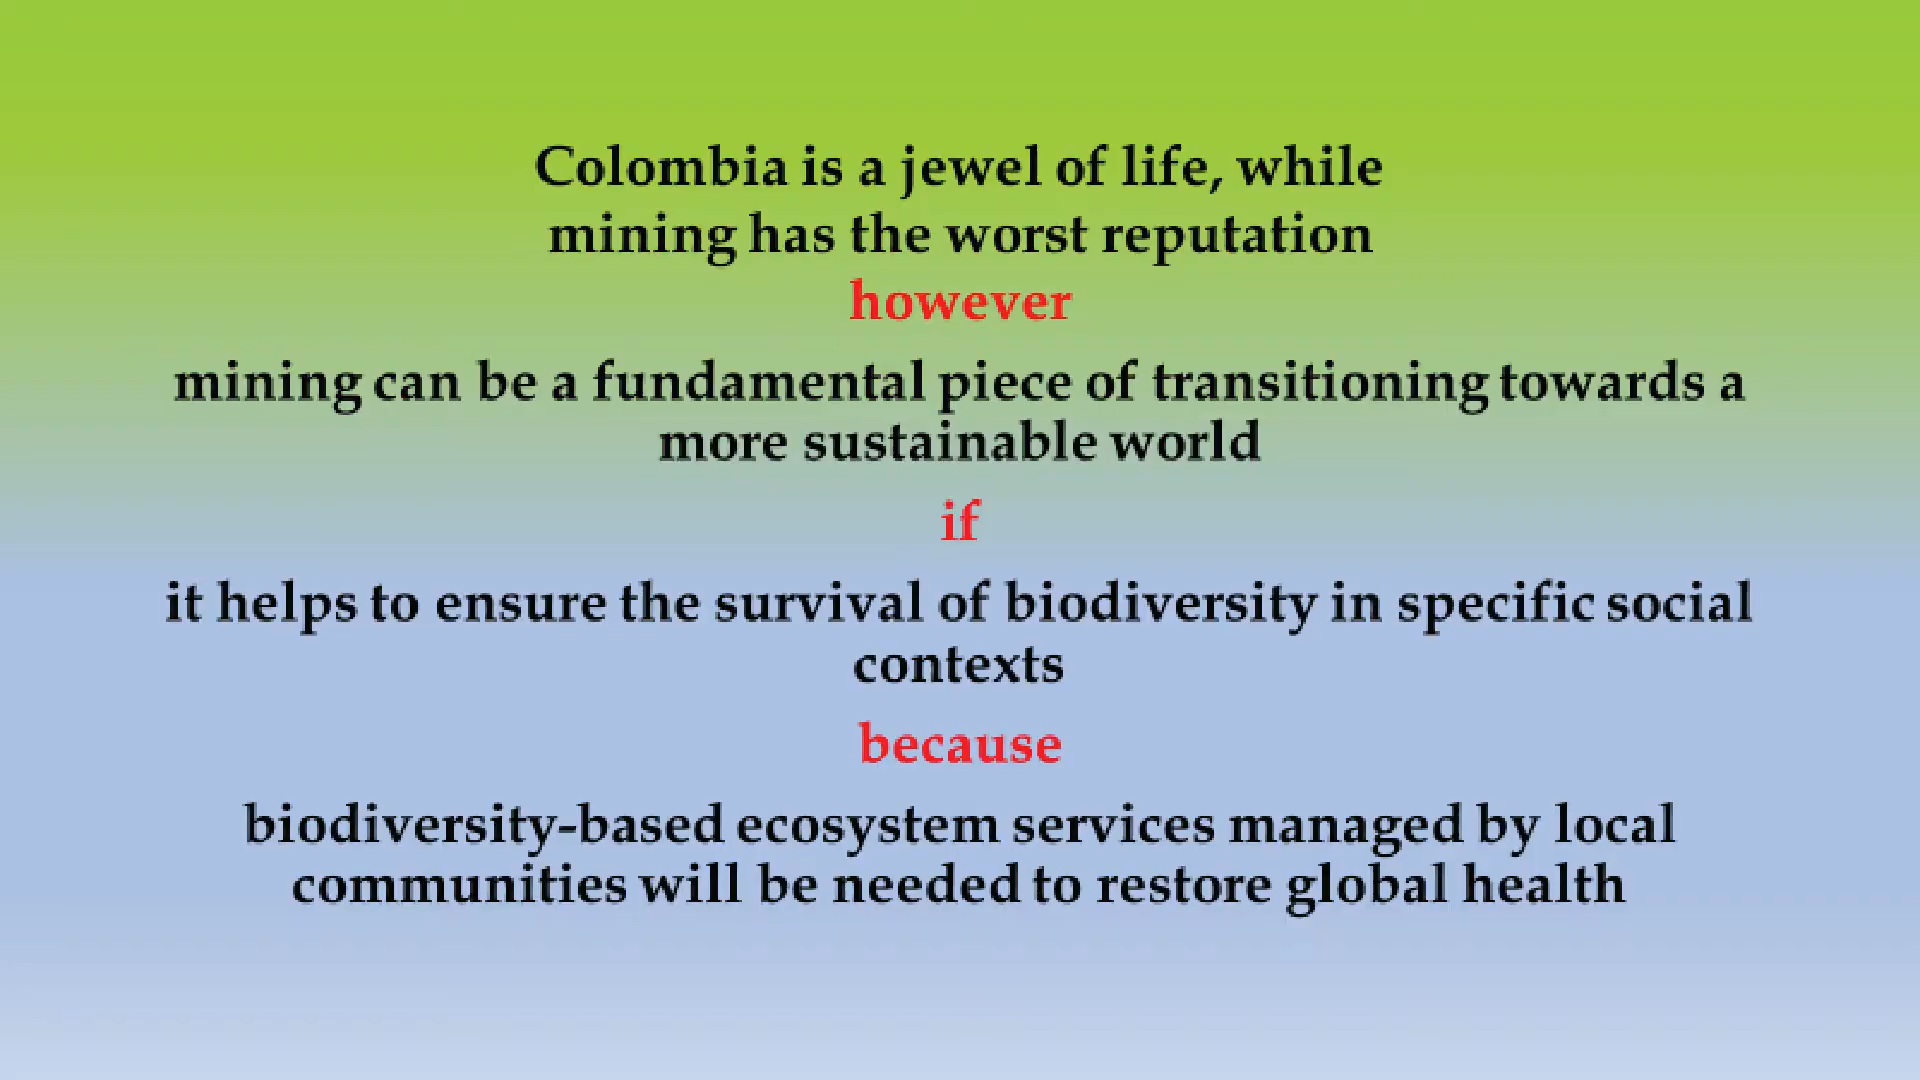 Colombia is a jewel of life, while
mining has the worst reputation
however
mining can be a fundamental piece of transitioning towards a
more sustainable world
if
it helps to ensure the survival of biodiversity in specific social
contexts
because
biodiversity-based ecosystem services managed by local
communities will be needed to restore global health